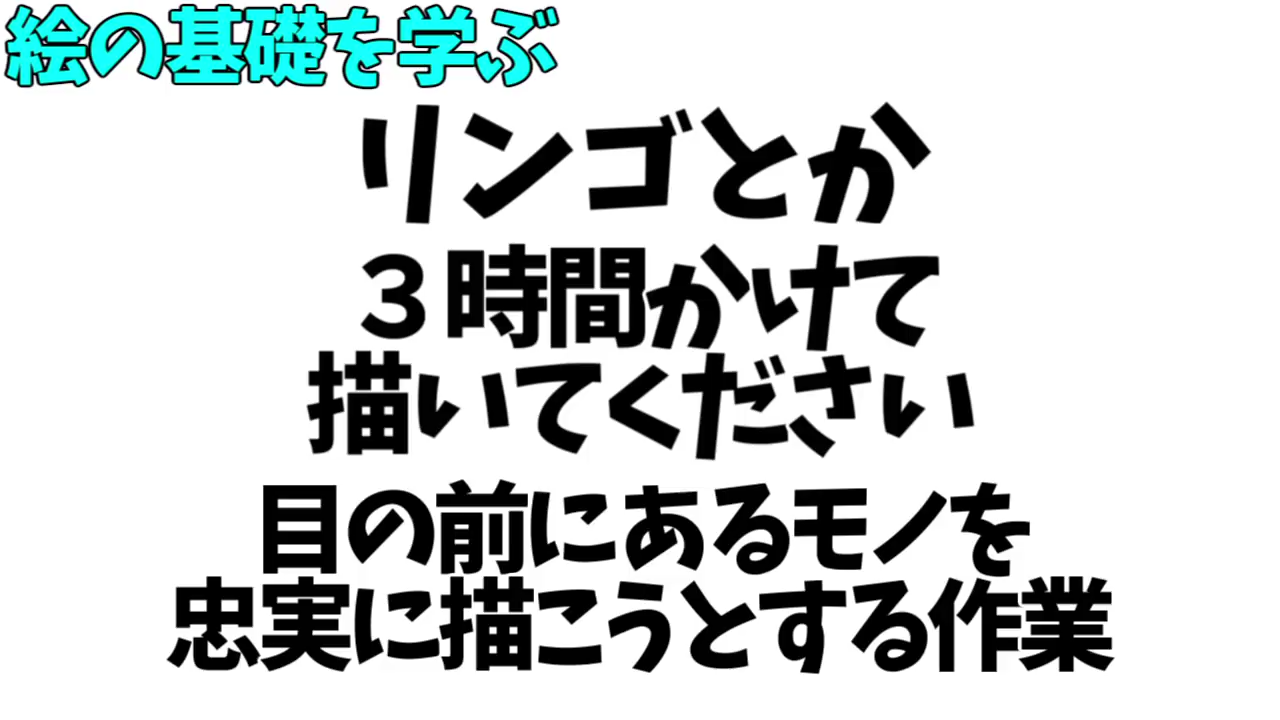 絵の基礎を学ぶ
リンゴとか
３時間かけて
描いてください
目の前にあるモノを
忠実に描こうとする作業